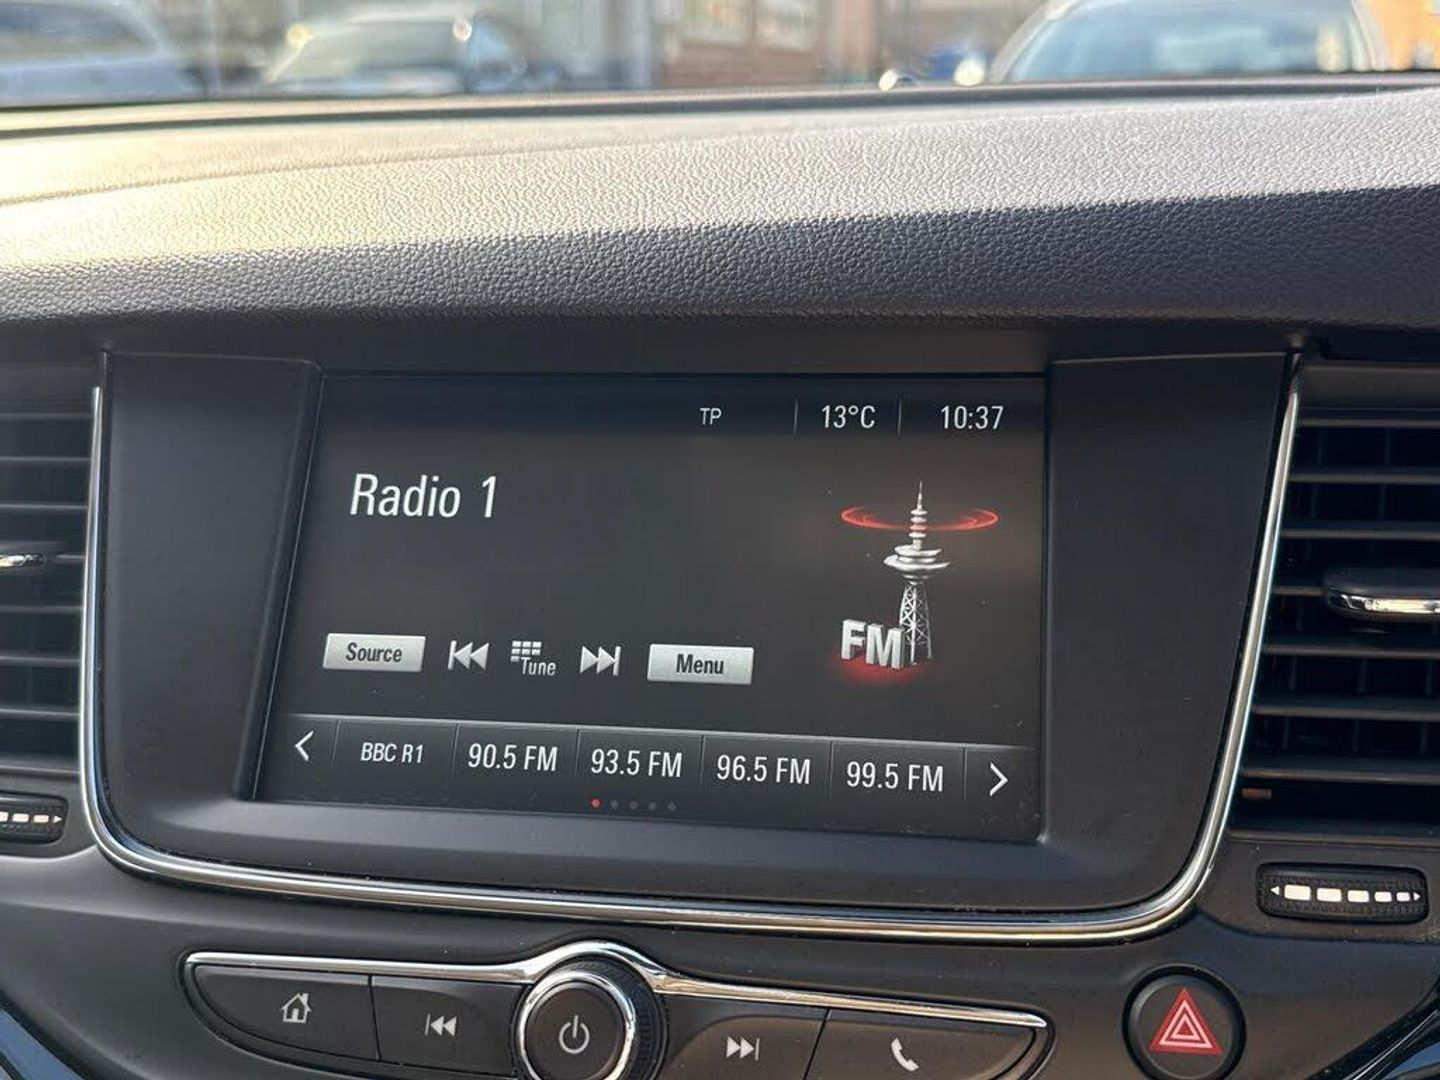 TP 13°C 10:37
Radio 1
FM
Source Tune Menu
BBC R1 90.5 FM 93.5 FM 96.5 FM 99.5 FM